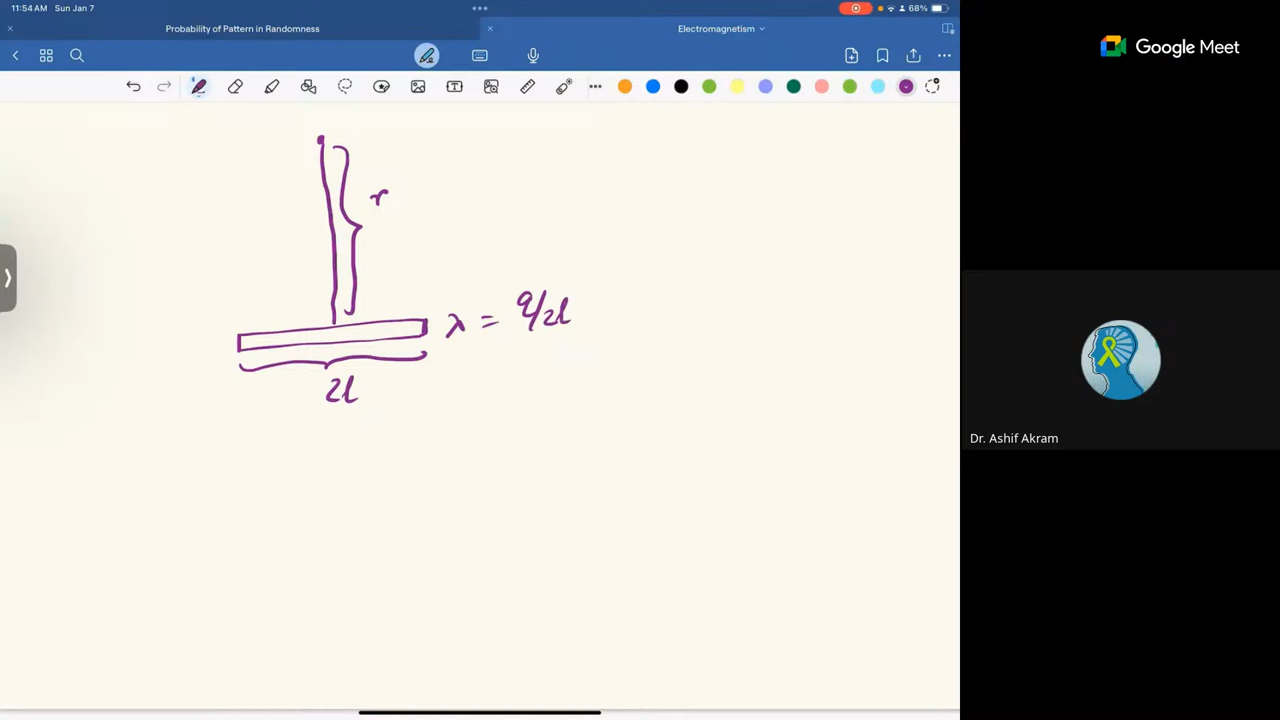 11:54 AM Sun Jan 7
68%
Probability of Pattern in Randomness
Electromagnetism
Google Meet
r
λ = q/2l
2l
Dr. Ashif Akram